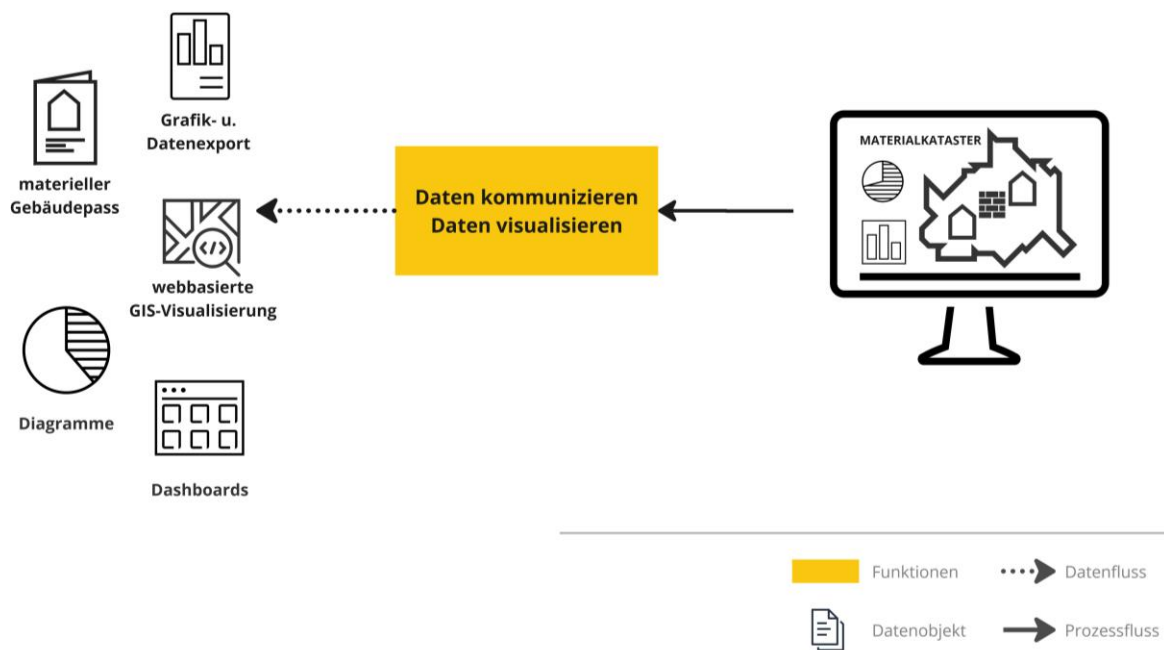 Grafik- u.
Datenexport
materieller
Gebäudepass
webbasierte
GIS-Visualisierung
Diagramme
Dashboards
Daten kommunizieren
Daten visualisieren
MATERIALKATASTER
Funktionen
Datenfluss
Datenobjekt
Prozessfluss